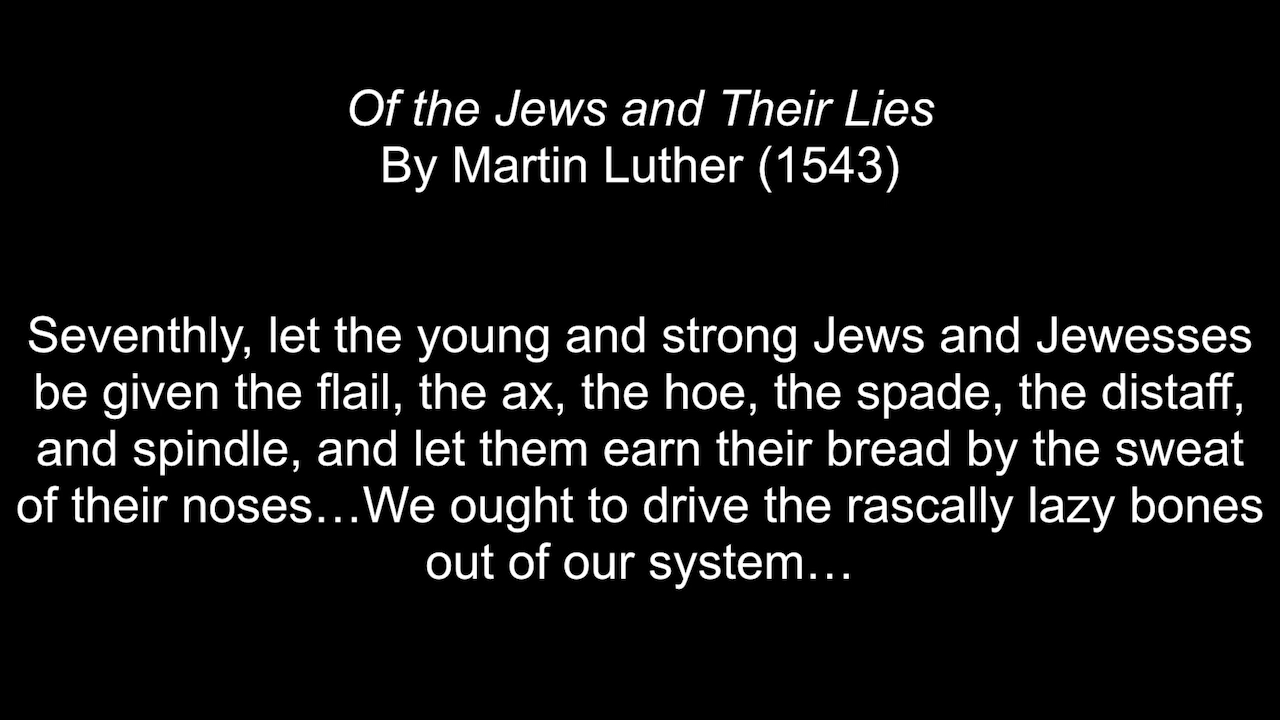 Of the Jews and Their Lies
By Martin Luther (1543)
Seventhly, let the young and strong Jews and Jewesses
be given the flail, the ax, the hoe, the spade, the distaff,
and spindle, and let them earn their bread by the sweat
of their noses…We ought to drive the rascally lazy bones
out of our system…